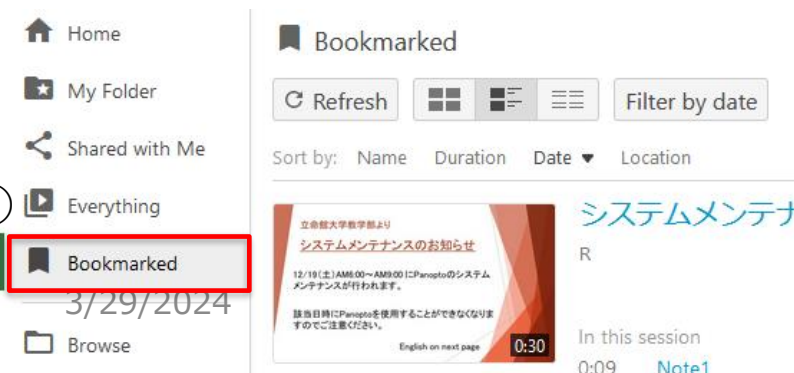 Home
My Folder
Shared with Me
Everything
Bookmarked
3/29/2024
Browse
Bookmarked
Refresh
Filter by date
Sort by: Name Duration Date ▼ Location
立命館大学教学部より
システムメンテナンスのお知らせ
12/19(土)AM6:00~AM9:00にPanoptoのシステム
メンテナンスが行われます。
該当日時にPanoptoを使用することができなくなりま
すのでご注意ください。
English on next page
0:30
システムメンテナ
R
In this session
0:09 Note1